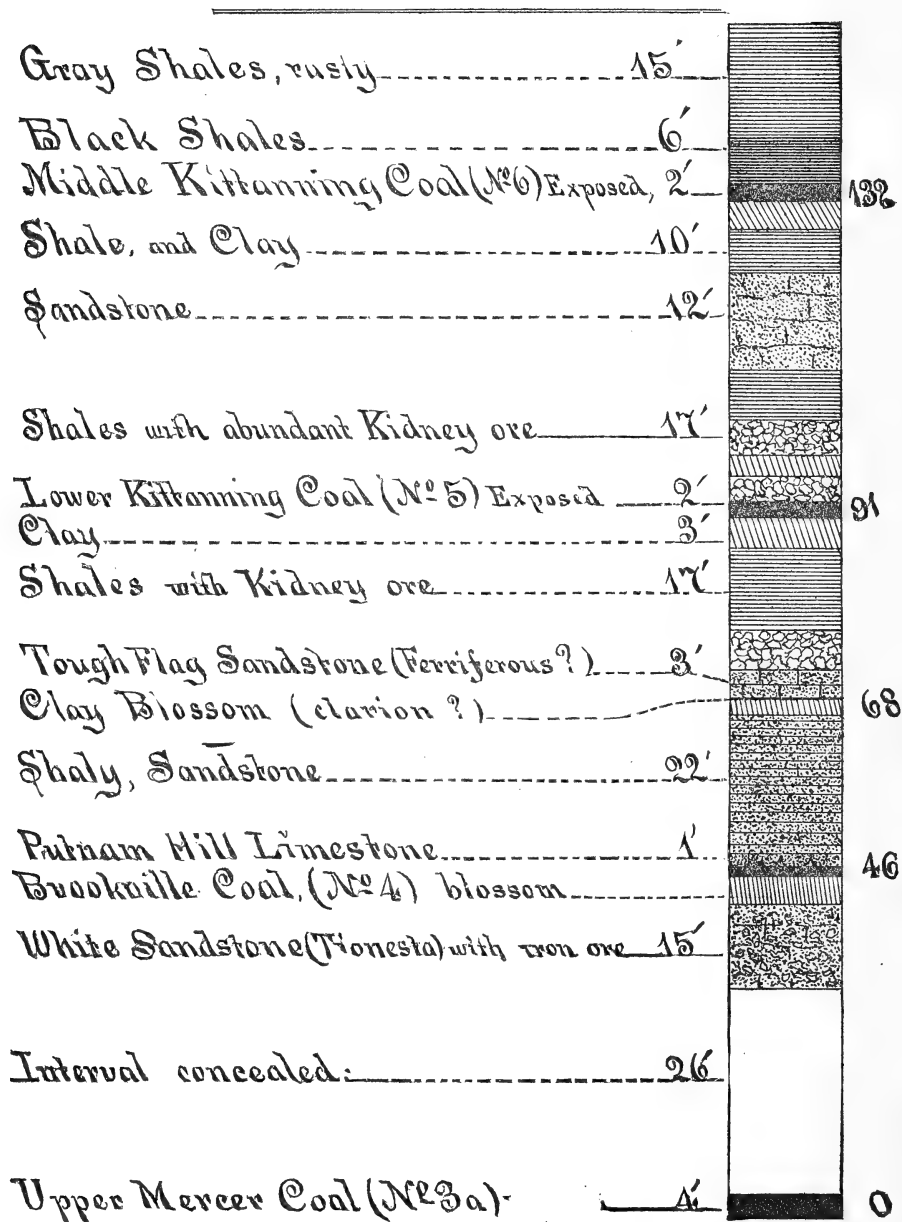 Gray Shales, rusty 15'
Black Shales 6'
Middle Kittanning Coal (Nº6) Exposed, 2' 132
Shale, and Clay 10'
Sandstone 12'
Shales with abundant Kidney ore 17'
Lower Kittanning Coal (Nº 5) Exposed 2' 91
Clay 3'
Shales with Kidney ore 17'
Tough Flag Sandstone (Ferriferous?) 3'
Clay Blossom (clarion ?) 68
Shaly, Sandstone 22'
Putnam Hill Limestone 1' 46
Brookville Coal, (Nº 4) blossom
White Sandstone (Tionesta) with iron ore 15'
Interval concealed: 26'
Upper Mercer Coal (Nº 3a) 4' 0